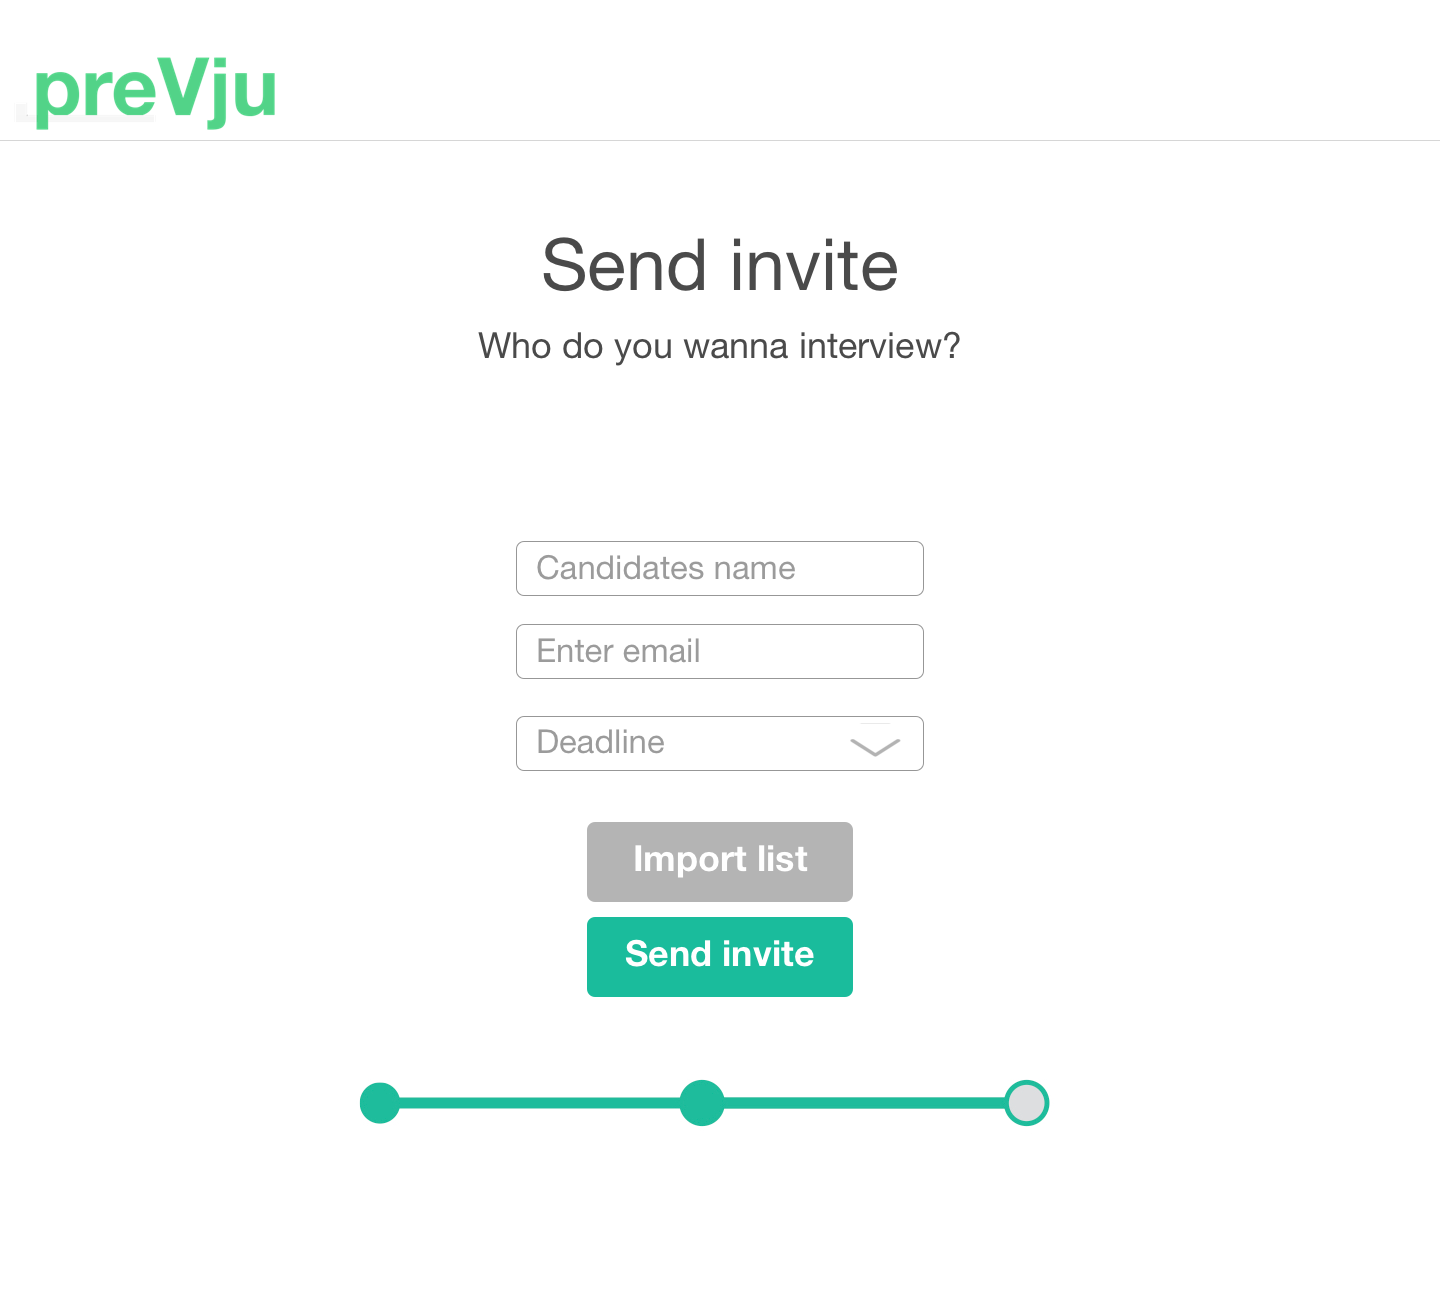 preVju
Send invite
Who do you wanna interview?
Candidates name
Enter email
Deadline
Import list
Send invite